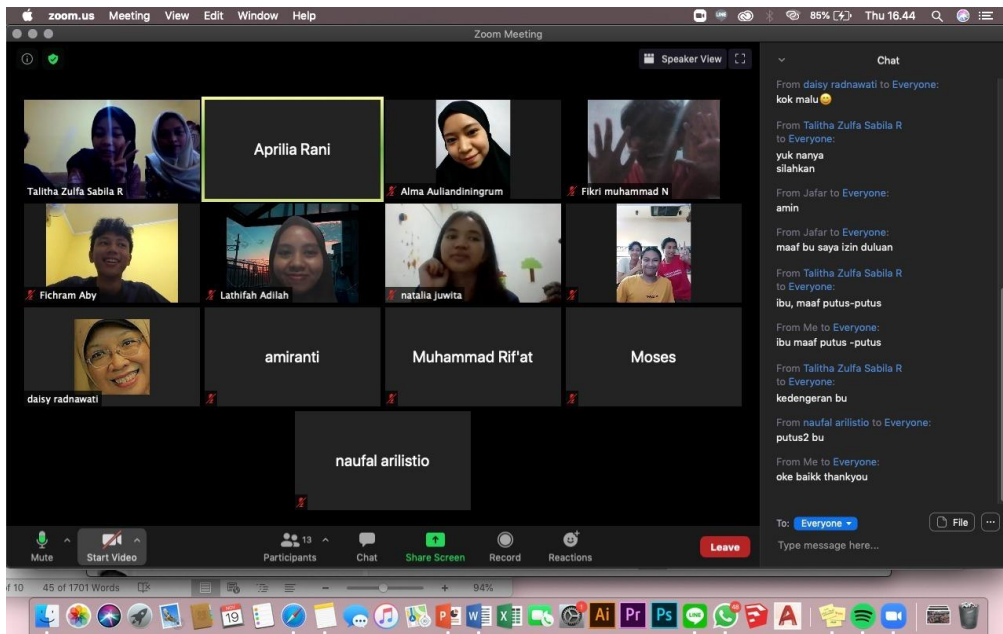 zoom.us Meeting View Edit Window Help 85% Thu 16.44
Zoom Meeting
Speaker View
Chat
From daisy radnawati to Everyone:
kok malu
From Talitha Zulfa Sabila R
to Everyone:
yuk nanya
silahkan
From Jafar to Everyone:
amin
From Jafar to Everyone:
maaf bu saya izin duluan
From Talitha Zulfa Sabila R
to Everyone:
ibu, maaf putus-putus
From Me to Everyone:
ibu maaf putus -putus
From Talitha Zulfa Sabila R
to Everyone:
kedengeran bu
From naufal arilistio to Everyone:
putus2 bu
From Me to Everyone:
oke baikk thankyou
To: Everyone File
Type message here...
Talitha Zulfa Sabila R
Aprilia Rani
Alma Auliandiningrum
Fikri muhammad N
Fichram Aby
Lathifah Adilah
natalia juwita
daisy radnawati
amiranti
Muhammad Rif'at
Moses
naufal arilistio
Mute Start Video 13 Participants Chat Share Screen Record Reactions Leave
of 10 45 of 1701 Words 94%
NOV 19 Ai Pr Ps LINE